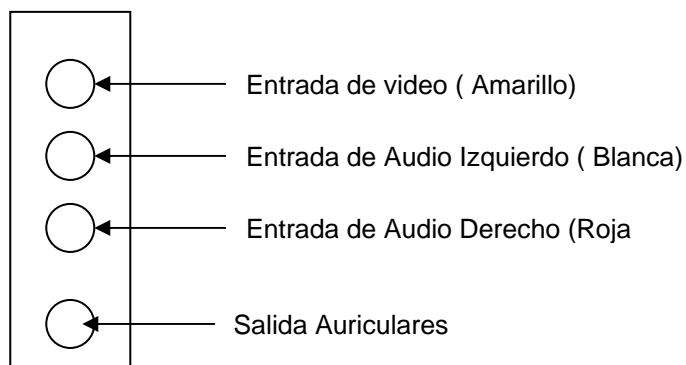 Entrada de video ( Amarillo)
Entrada de Audio Izquierdo ( Blanca)
Entrada de Audio Derecho (Roja
Salida Auriculares